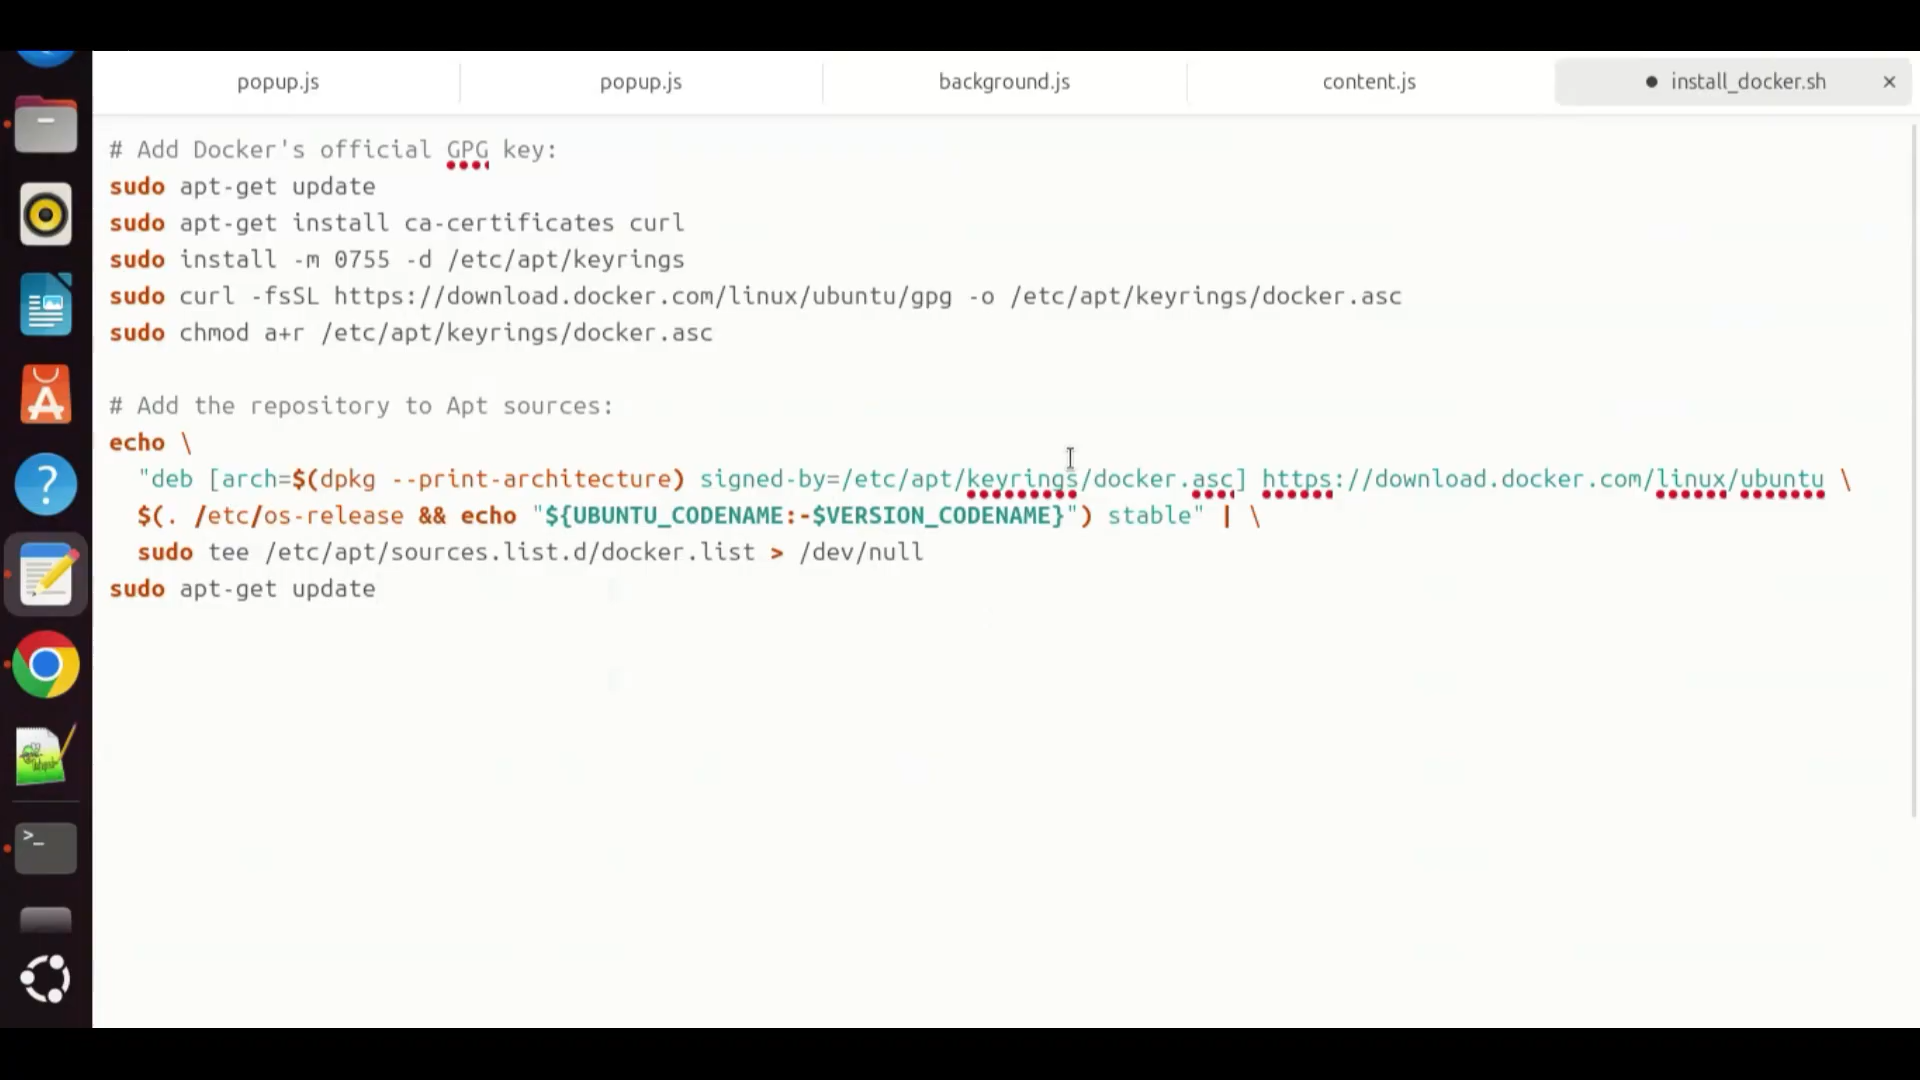 popup.js
popup.js
background.js
content.js
install_docker.sh
# Add Docker's official GPG key:
sudo apt-get update
sudo apt-get install ca-certificates curl
sudo install -m 0755 -d /etc/apt/keyrings
sudo curl -fsSL https://download.docker.com/linux/ubuntu/gpg -o /etc/apt/keyrings/docker.asc
sudo chmod a+r /etc/apt/keyrings/docker.asc
# Add the repository to Apt sources:
echo \
"deb [arch=$(dpkg --print-architecture) signed-by=/etc/apt/keyrings/docker.asc] https://download.docker.com/linux/ubuntu \
$(. /etc/os-release && echo "${UBUNTU_CODENAME:-$VERSION_CODENAME}") stable" | \
sudo tee /etc/apt/sources.list.d/docker.list > /dev/null
sudo apt-get update